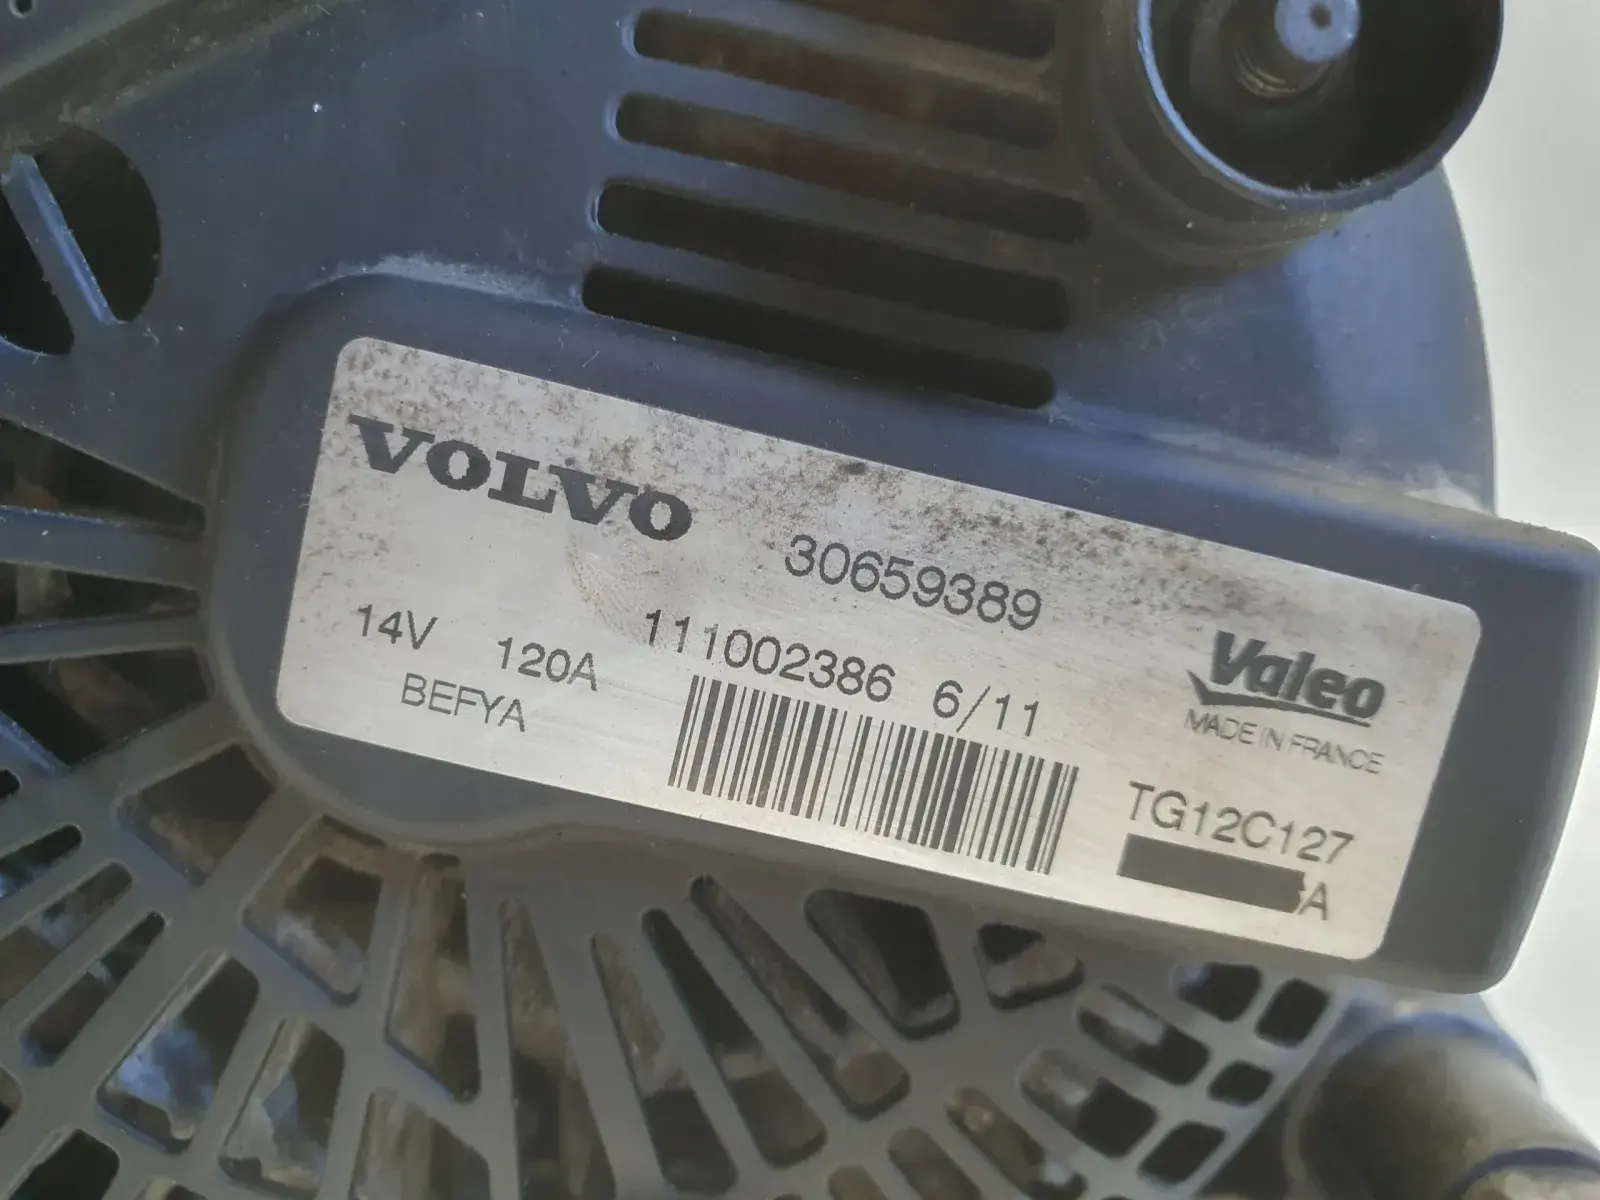 VOLVO
30659389
14V 120A 111002386 6/11
BEFYA
Valeo
MADE IN FRANCE
TG12C127
A